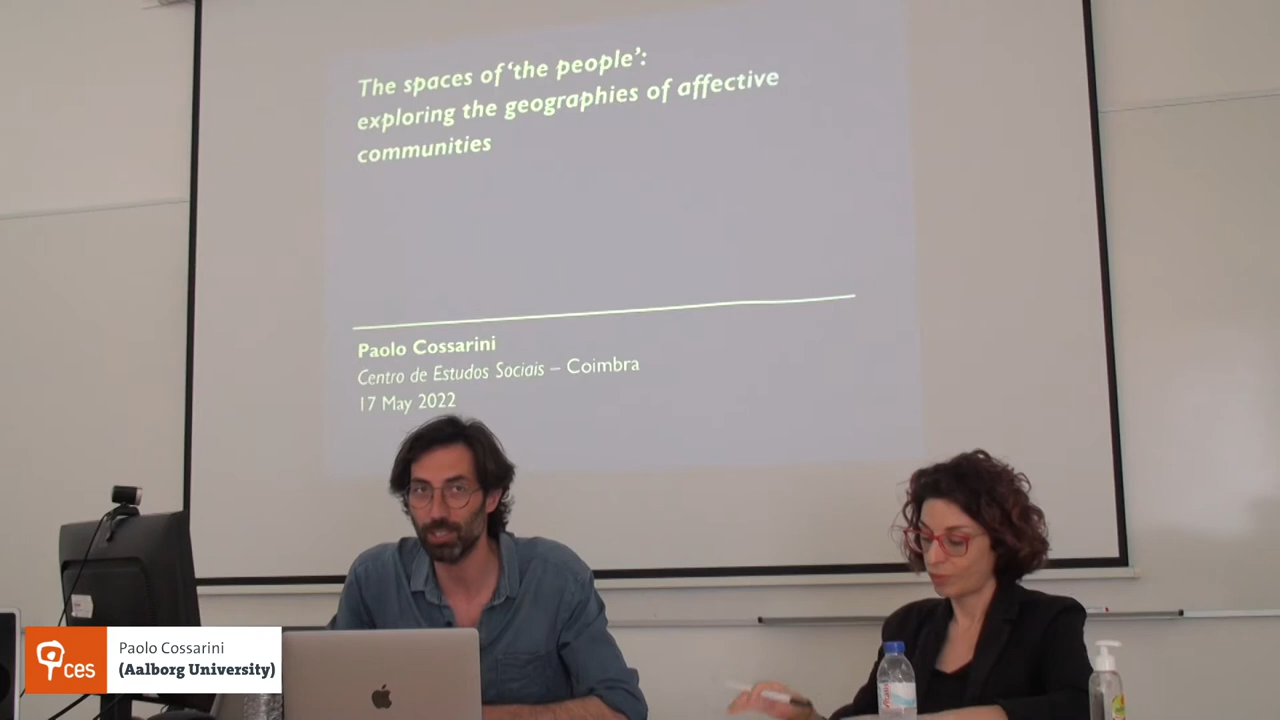 The spaces of 'the people':
exploring the geographies of affective
communities
Paolo Cossarini
Centro de Estudos Sociais – Coimbra
17 May 2022
ces
Paolo Cossarini
(Aalborg University)